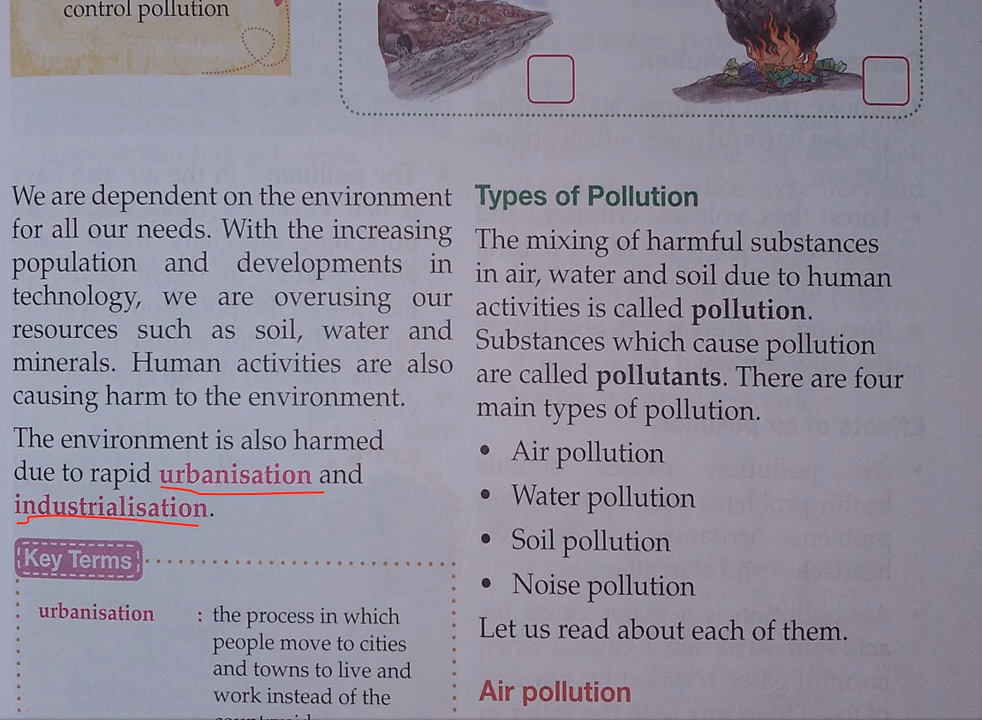 control pollution
We are dependent on the environment
for all our needs. With the increasing
population and developments in
technology, we are overusing our
resources such as soil, water and
minerals. Human activities are also
causing harm to the environment.
The environment is also harmed
due to rapid urbanisation and
industrialisation.
Key Terms
urbanisation : the process in which
people move to cities
and towns to live and
work instead of the
Types of Pollution
The mixing of harmful substances
in air, water and soil due to human
activities is called pollution.
Substances which cause pollution
are called pollutants. There are four
main types of pollution.
• Air pollution
• Water pollution
• Soil pollution
• Noise pollution
Let us read about each of them.
Air pollution